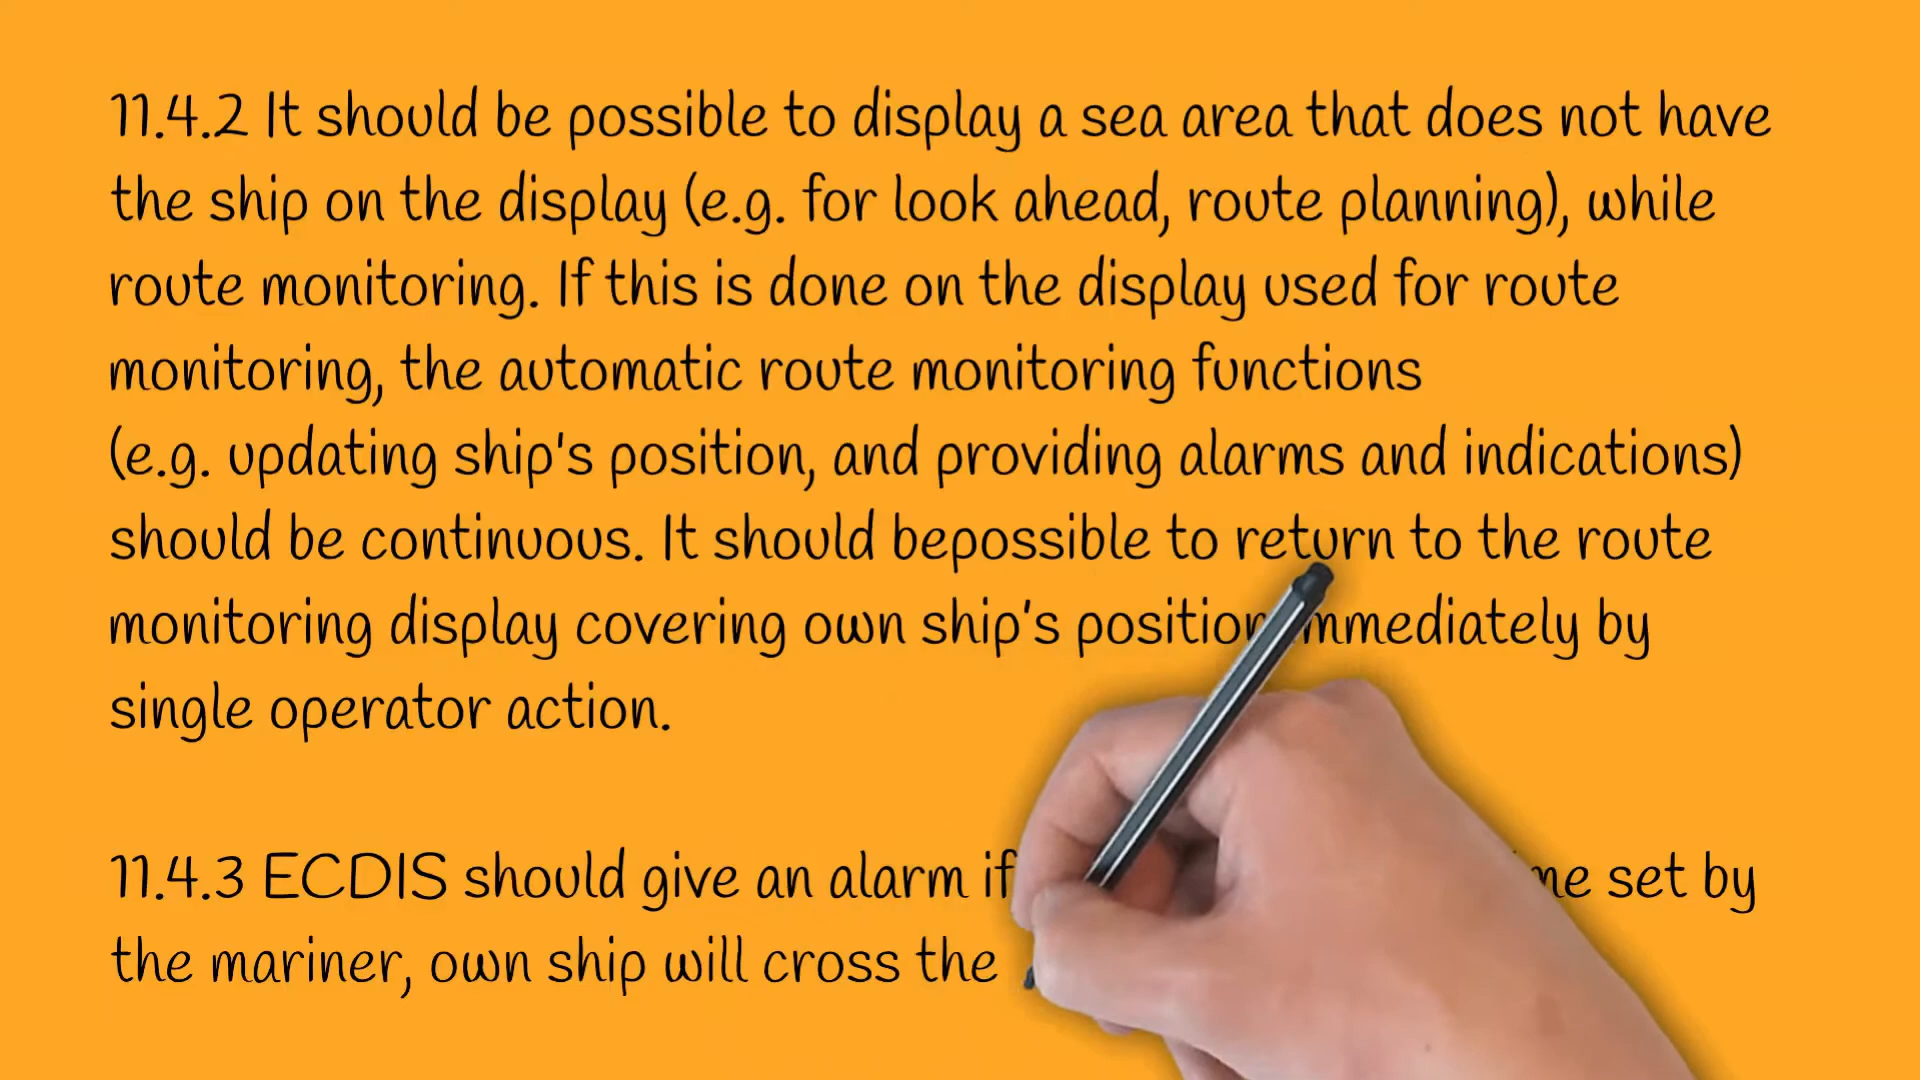 11.4.2 It should be possible to display a sea area that does not have
the ship on the display (e.g. for look ahead, route planning), while
route monitoring. If this is done on the display used for route
monitoring, the automatic route monitoring functions
(e.g. updating ship's position, and providing alarms and indications)
should be continuous. It should bepossible to return to the route
monitoring display covering own ship's position immediately by
single operator action.
11.4.3 ECDIS should give an alarm if set by
the mariner, own ship will cross the